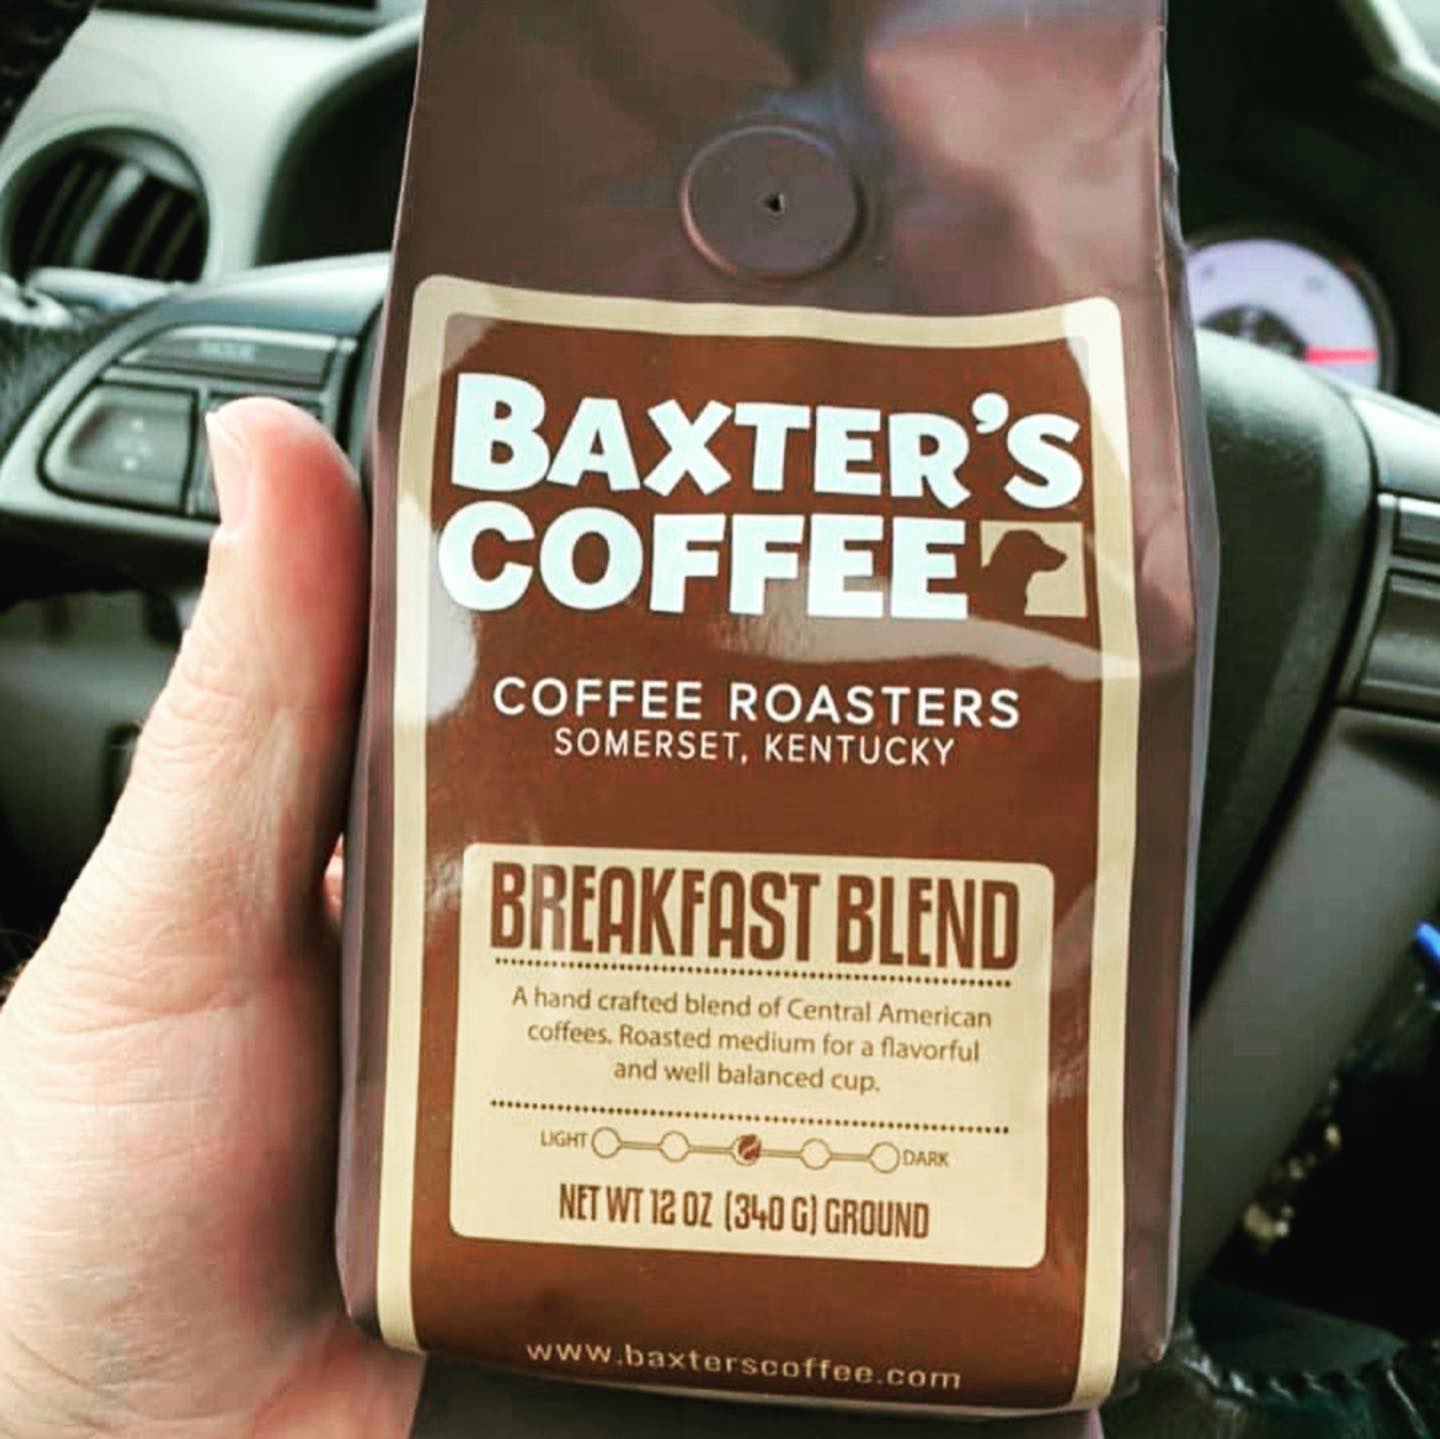 MODE
BAXTER'S
COFFEE
COFFEE ROASTERS
SOMERSET, KENTUCKY
BREAKFAST BLEND
A hand crafted blend of Central American
coffees. Roasted medium for a flavorful
and well balanced cup.
LIGHT DARK
NET WT 12 OZ (340 G) GROUND
www.baxterscoffee.com